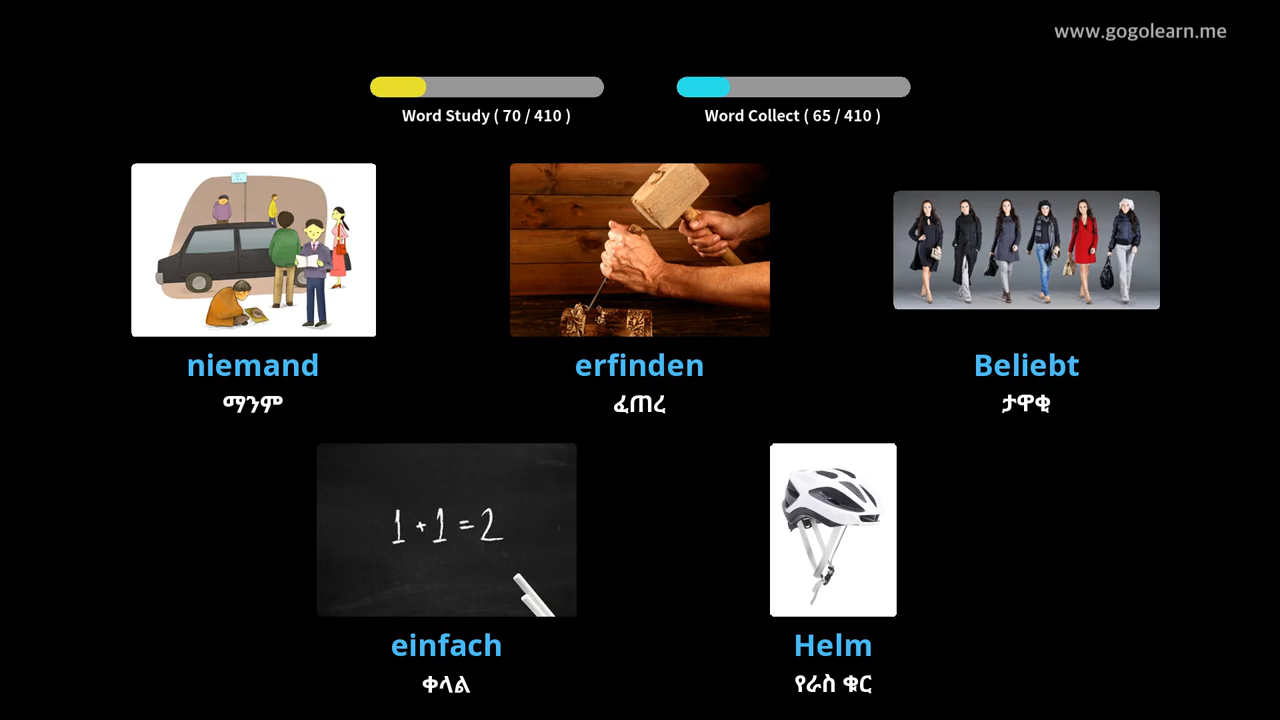 www.gogolearn.me
Word Study ( 70 / 410 )
Word Collect ( 65 / 410 )
niemand
ማንም
erfinden
ፈጠረ
Beliebt
ታዋቂ
1 + 1 = 2
einfach
ቀላል
Helm
የራስ ቁር